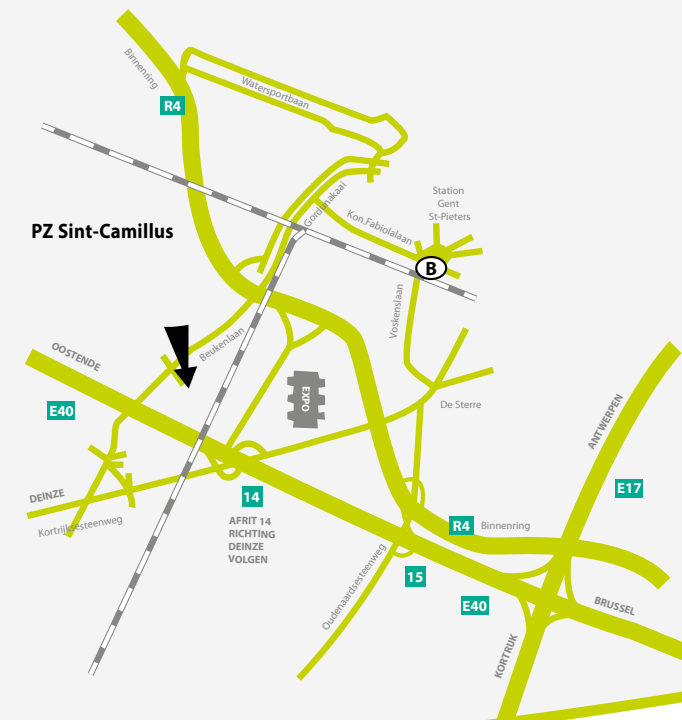 Binnenring
R4
Watersportbaan
Gordunakaai
Kon.Fabiolalaan
Station
Gent
St-Pieters
B
PZ Sint-Camillus
Voskenslaan
Beukenlaan
OOSTENDE
E40
EXPO
De Sterre
ANTWERPEN
E17
DEINZE
Kortrijksesteenweg
14
AFRIT 14
RICHTING
DEINZE
VOLGEN
R4 Binnenring
Oudenaardsesteenweg
15
E40
BRUSSEL
KORTRIJK